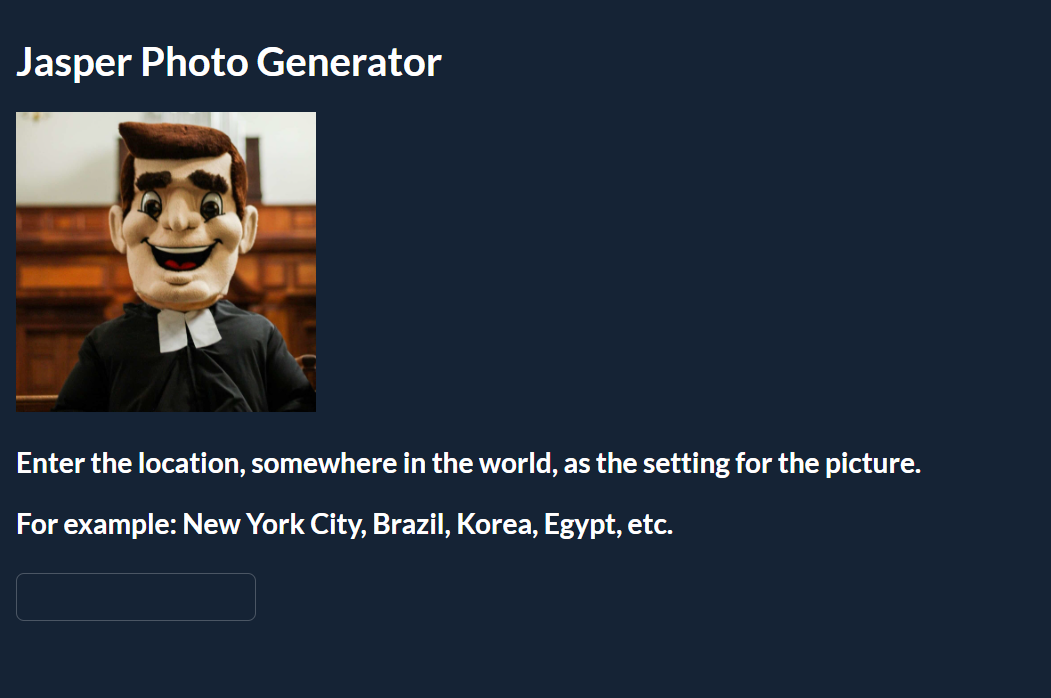 Jasper Photo Generator
Enter the location, somewhere in the world, as the setting for the picture.
For example: New York City, Brazil, Korea, Egypt, etc.